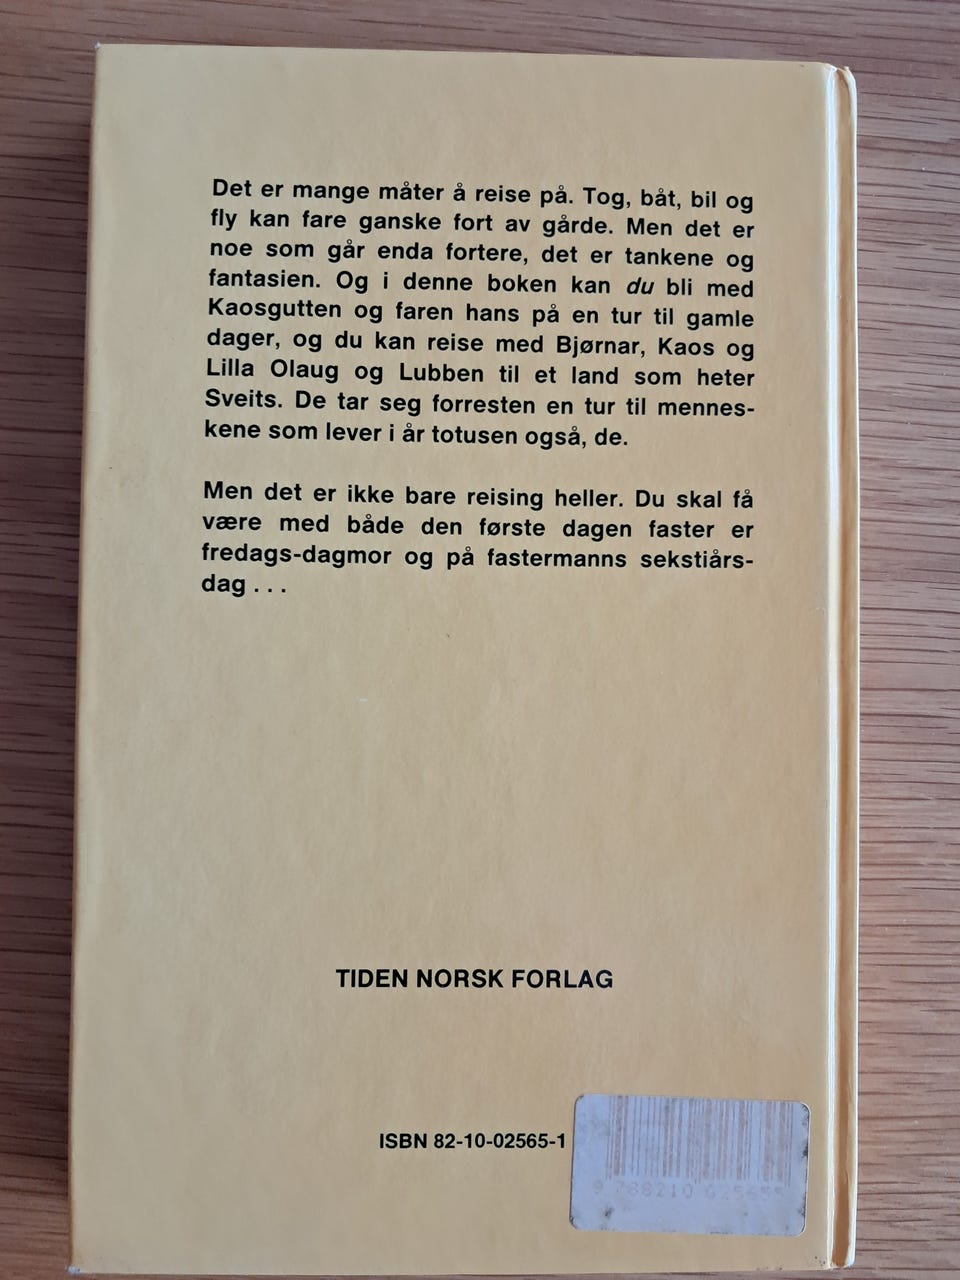 Det er mange måter å reise på. Tog, båt, bil og
fly kan fare ganske fort av gårde. Men det er
noe som går enda fortere, det er tankene og
fantasien. Og i denne boken kan du bli med
Kaosgutten og faren hans på en tur til gamle
dager, og du kan reise med Bjørnar, Kaos og
Lilla Olaug og Lubben til et land som heter
Sveits. De tar seg forresten en tur til mennes-
kene som lever i år totusen også, de.
Men det er ikke bare reising heller. Du skal få
være med både den første dagen faster er
fredags-dagmor og på fastermanns sekstiårs-
dag . . .
TIDEN NORSK FORLAG
ISBN 82-10-02565-1
9 788210